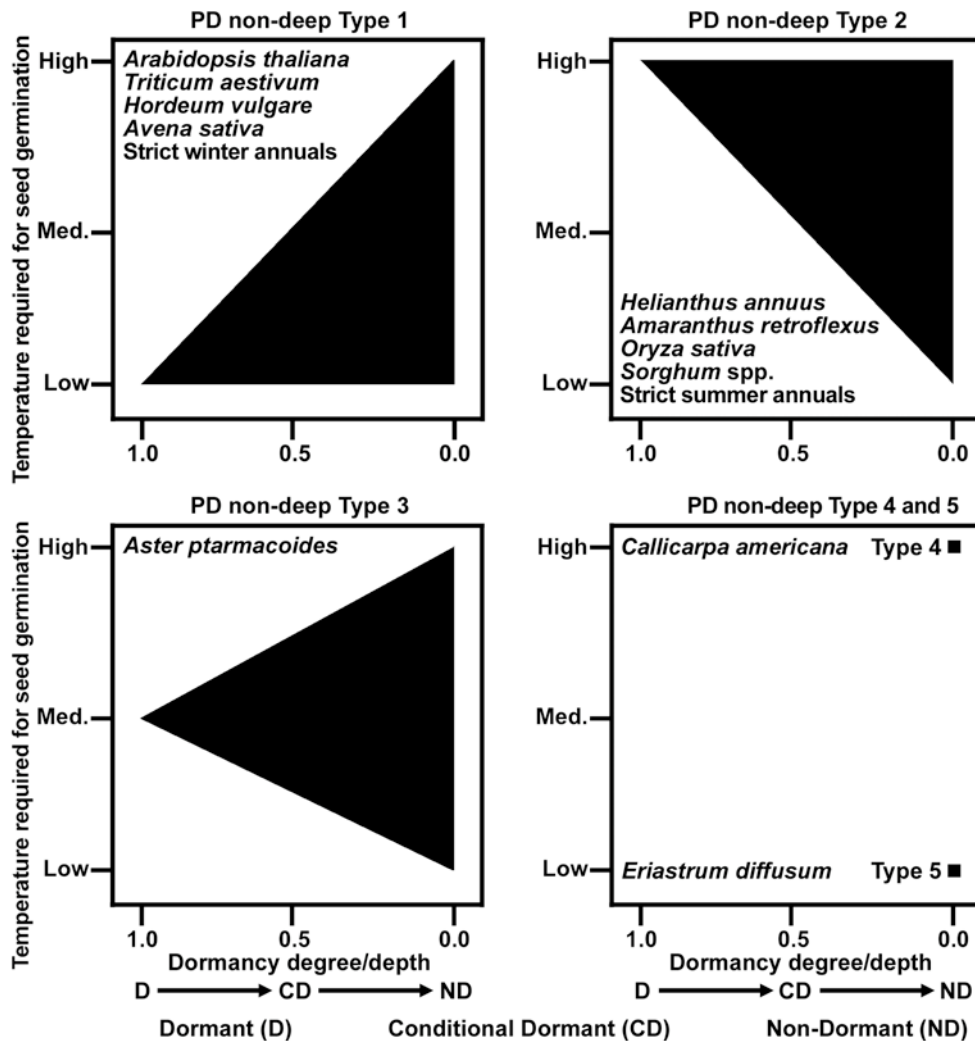 PD non-deep Type 1
Temperature required for seed germination
High
Med.
Low
Arabidopsis thaliana
Triticum aestivum
Hordeum vulgare
Avena sativa
Strict winter annuals
1.0 0.5 0.0
PD non-deep Type 2
High
Med.
Low
Helianthus annuus
Amaranthus retroflexus
Oryza sativa
Sorghum spp.
Strict summer annuals
1.0 0.5 0.0
PD non-deep Type 3
Temperature required for seed germination
High
Med.
Low
Aster ptarmacoides
1.0 0.5 0.0
Dormancy degree/depth
D CD ND
PD non-deep Type 4 and 5
High
Med.
Low
Callicarpa americana Type 4
Eriastrum diffusum Type 5
1.0 0.5 0.0
Dormancy degree/depth
D CD ND
Dormant (D) Conditional Dormant (CD) Non-Dormant (ND)